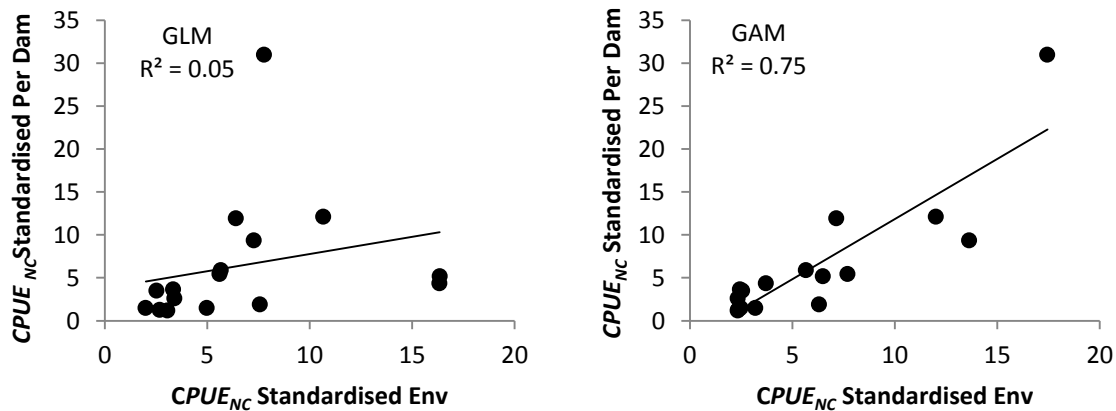 CPUE NC Standardised Per Dam
35
30
25
20
15
10
5
0
GLM
R² = 0.05
0 5 10 15 20
CPUE NC Standardised Env
CPUE NC Standardised Per Dam
35
30
25
20
15
10
5
0
GAM
R² = 0.75
0 5 10 15 20
CPUE NC Standardised Env